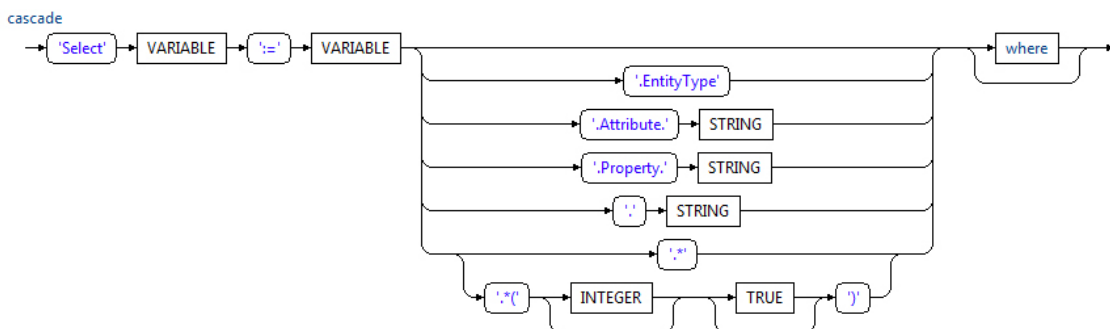 cascade
'Select' VARIABLE ':=' VARIABLE where
'.EntityType'
'.Attribute.' STRING
'.Property.' STRING
'.' STRING
'.*'
'.*(' INTEGER TRUE ')'